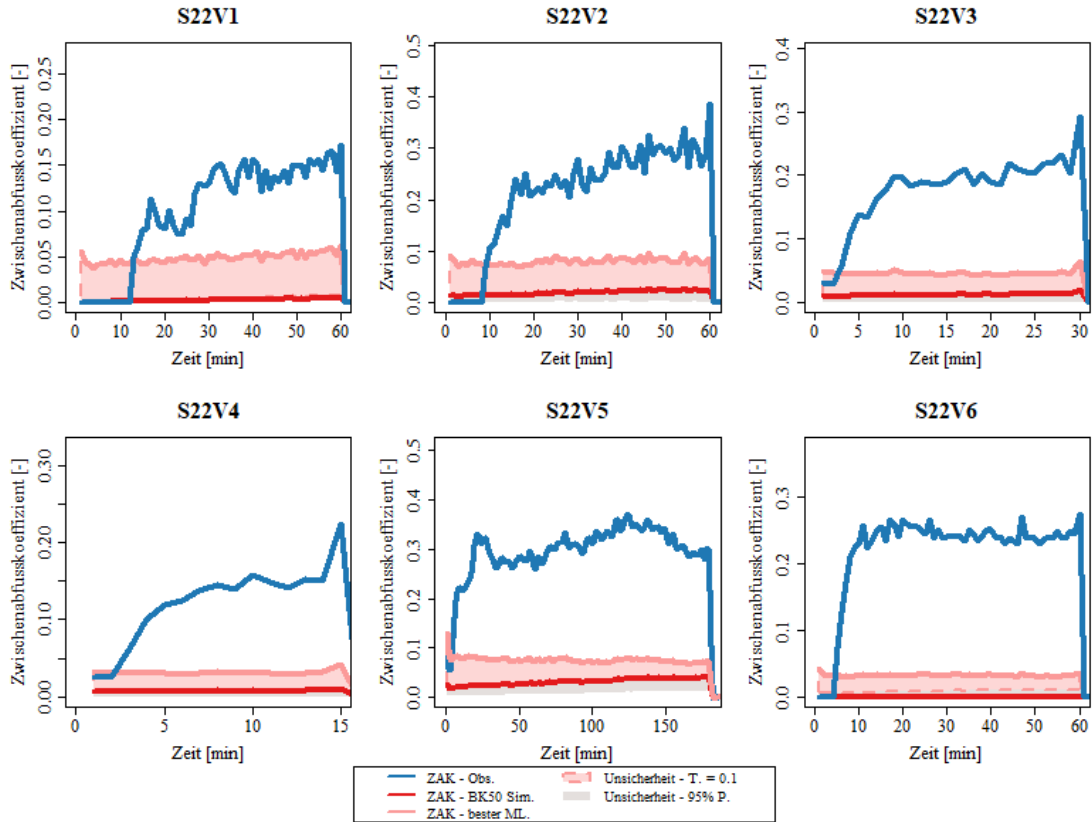 S22V1
S22V2
S22V3
Zwischenabfusskoeffizient [-]
0.00 0.05 0.10 0.15 0.20 0.25
0 10 20 30 40 50 60
Zeit [min]
Zwischenabfusskoeffizient [-]
0.0 0.1 0.2 0.3 0.4 0.5
0 10 20 30 40 50 60
Zeit [min]
Zwischenabfusskoeffizient [-]
0.0 0.1 0.2 0.3 0.4
0 5 10 15 20 25 30
Zeit [min]
S22V4
S22V5
S22V6
Zwischenabfusskoeffizient [-]
0.00 0.10 0.20 0.30
0 5 10 15
Zeit [min]
Zwischenabfusskoeffizient [-]
0.0 0.1 0.2 0.3 0.4 0.5
0 50 100 150
Zeit [min]
Zwischenabfusskoeffizient [-]
0.0 0.1 0.2 0.3
0 10 20 30 40 50 60
Zeit [min]
ZAK - Obs.
ZAK - BK50 Sim.
ZAK - bester ML.
Unsicherheit - T. = 0.1
Unsicherheit - 95% P.